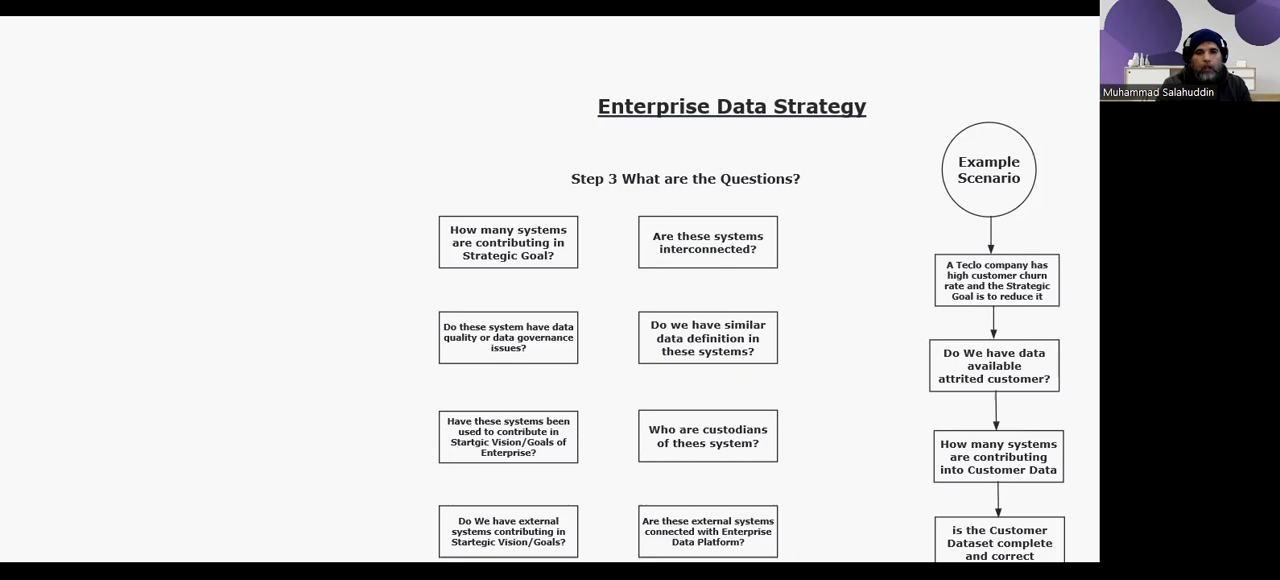 Muhammad Salahuddin
Enterprise Data Strategy
Step 3 What are the Questions?
How many systems
are contributing in
Strategic Goal?
Are these systems
interconnected?
Do these system have data
quality or data governance
issues?
Do we have similar
data definition in
these systems?
Have these systems been
used to contribute in
Startgic Vision/Goals of
Enterprise?
Who are custodians
of thees system?
Do We have external
systems contributing in
Startegic Vision/Goals?
Are these external systems
connected with Enterprise
Data Platform?
Example
Scenario
A Teclo company has
high customer churn
rate and the Strategic
Goal is to reduce it
Do We have data
available
attrited customer?
How many systems
are contributing
into Customer Data
is the Customer
Dataset complete
and correct